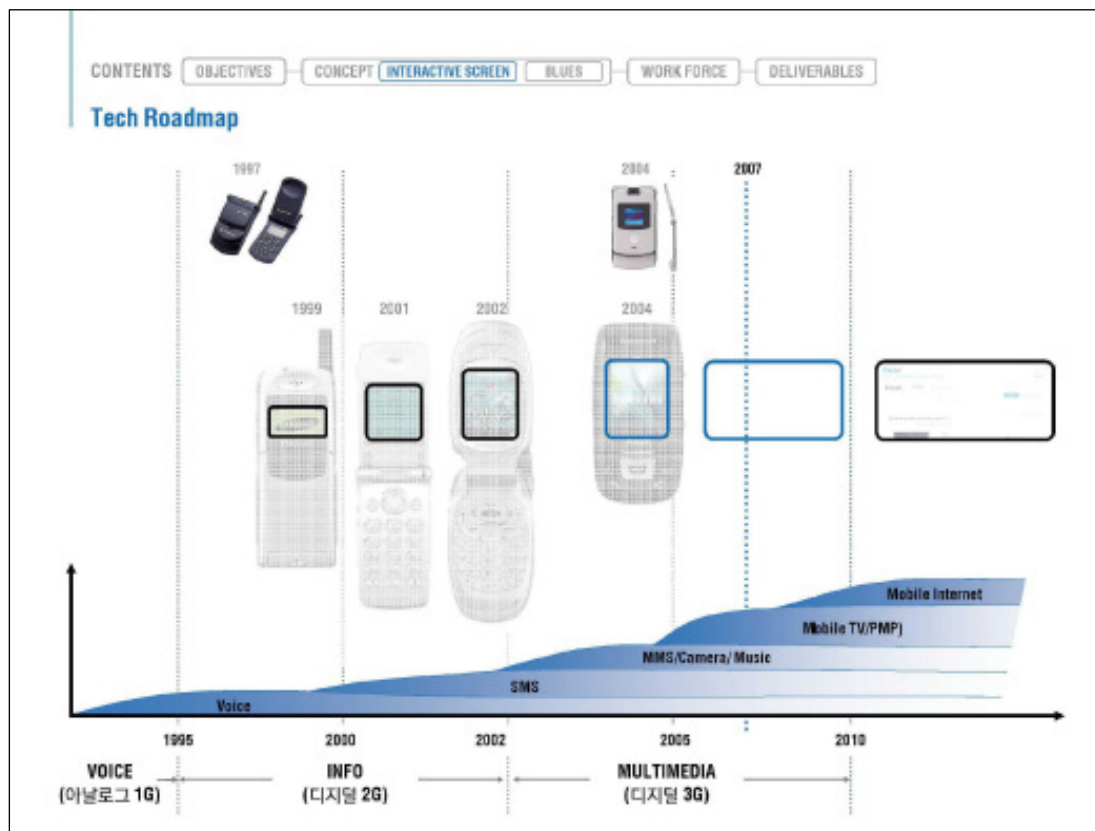 CONTENTS OBJECTIVES CONCEPT INTERACTIVE SCREEN BLUES WORK FORCE DELIVERABLES
Tech Roadmap
1997 2004 2007
1999 2001 2002 2004
Mobile Internet
Mobile TV/PMP)
MMS/Camera/ Music
SMS
Voice
1995 2000 2002 2005 2010
VOICE INFO MULTIMEDIA
(아날로그 1G) (디지덜 2G) (디지덜 3G)